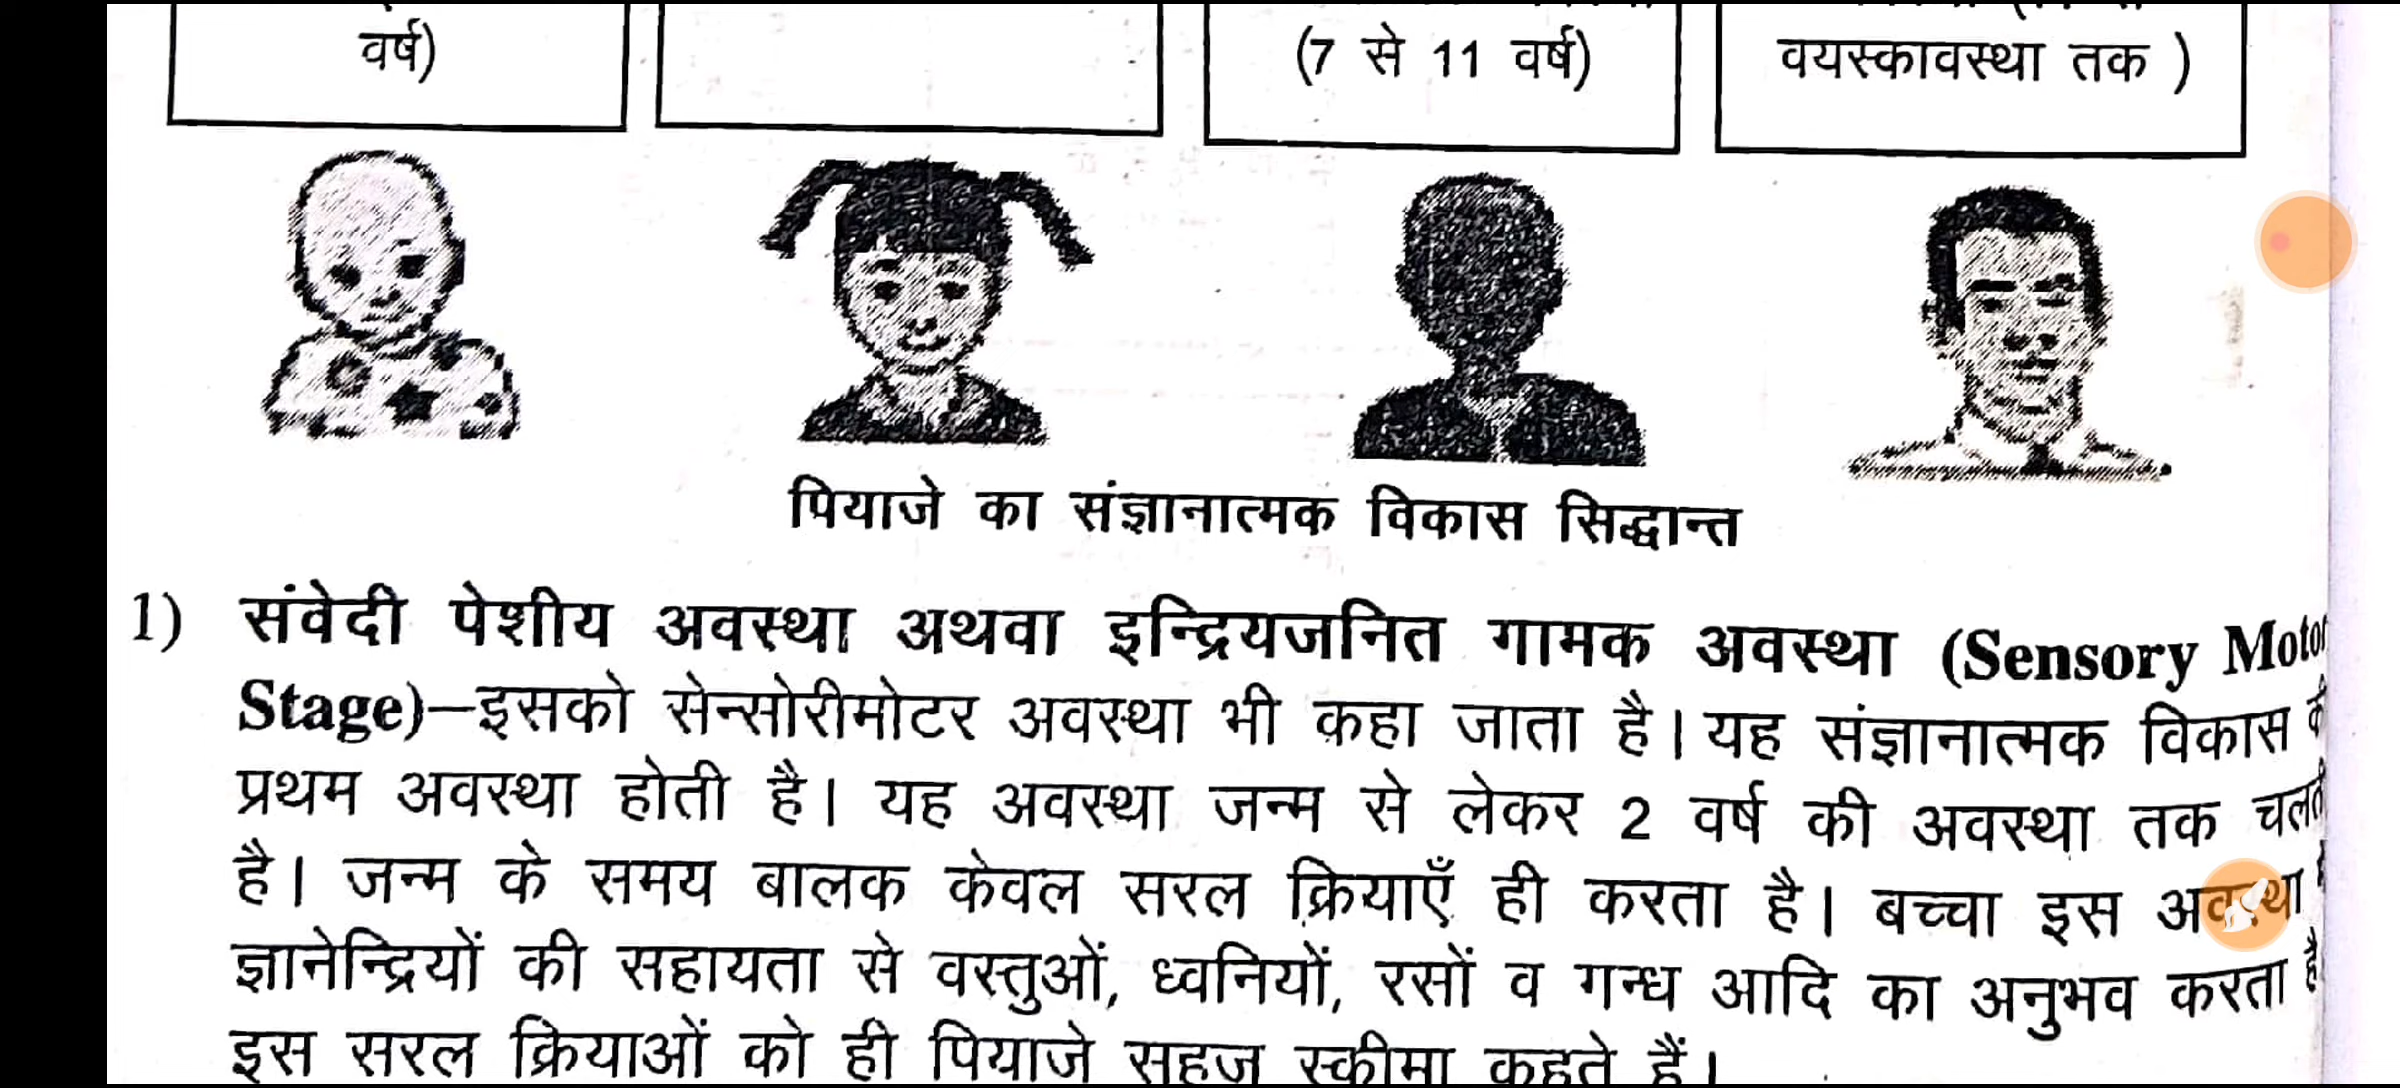 वर्ष)
(7 से 11 वर्ष)
वयस्कावस्था तक )
पियाजे का संज्ञानात्मक विकास सिद्धान्त
1) संवेदी पेशीय अवस्था अथवा इन्द्रियजनित गामक अवस्था (Sensory Motor
Stage)—इसको सेन्सोरीमोटर अवस्था भी कहा जाता है। यह संज्ञानात्मक विकास की
प्रथम अवस्था होती है। यह अवस्था जन्म से लेकर 2 वर्ष की अवस्था तक चलती
है। जन्म के समय बालक केवल सरल क्रियाएँ ही करता है। बच्चा इस अवस्था में
ज्ञानेन्द्रियों की सहायता से वस्तुओं, ध्वनियों, रसों व गन्ध आदि का अनुभव करता है।
इस सरल क्रियाओं को ही पियाजे सहज स्कीमा कहते हैं।